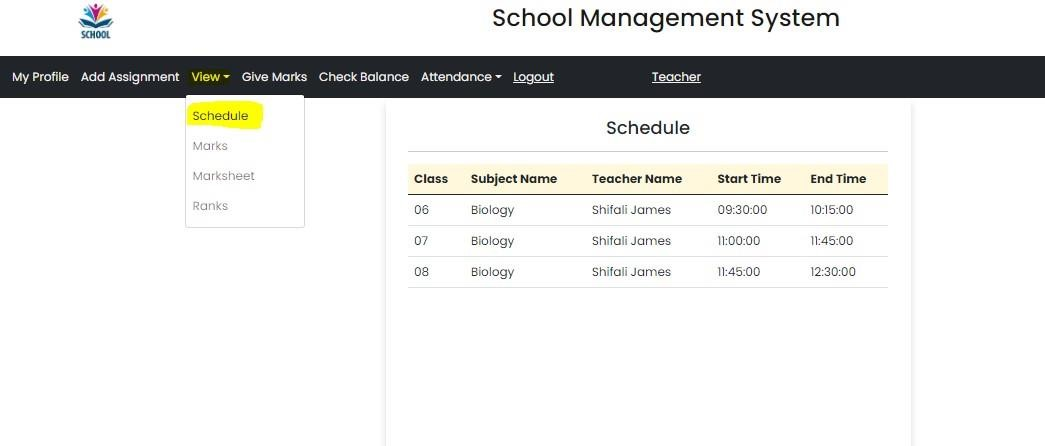 SCHOOL
School Management System
My Profile Add Assignment View Give Marks Check Balance Attendance Logout Teacher
Schedule
Marks
Marksheet
Ranks
Schedule
Class Subject Name Teacher Name Start Time End Time
06 Biology Shifali James 09:30:00 10:15:00
07 Biology Shifali James 11:00:00 11:45:00
08 Biology Shifali James 11:45:00 12:30:00